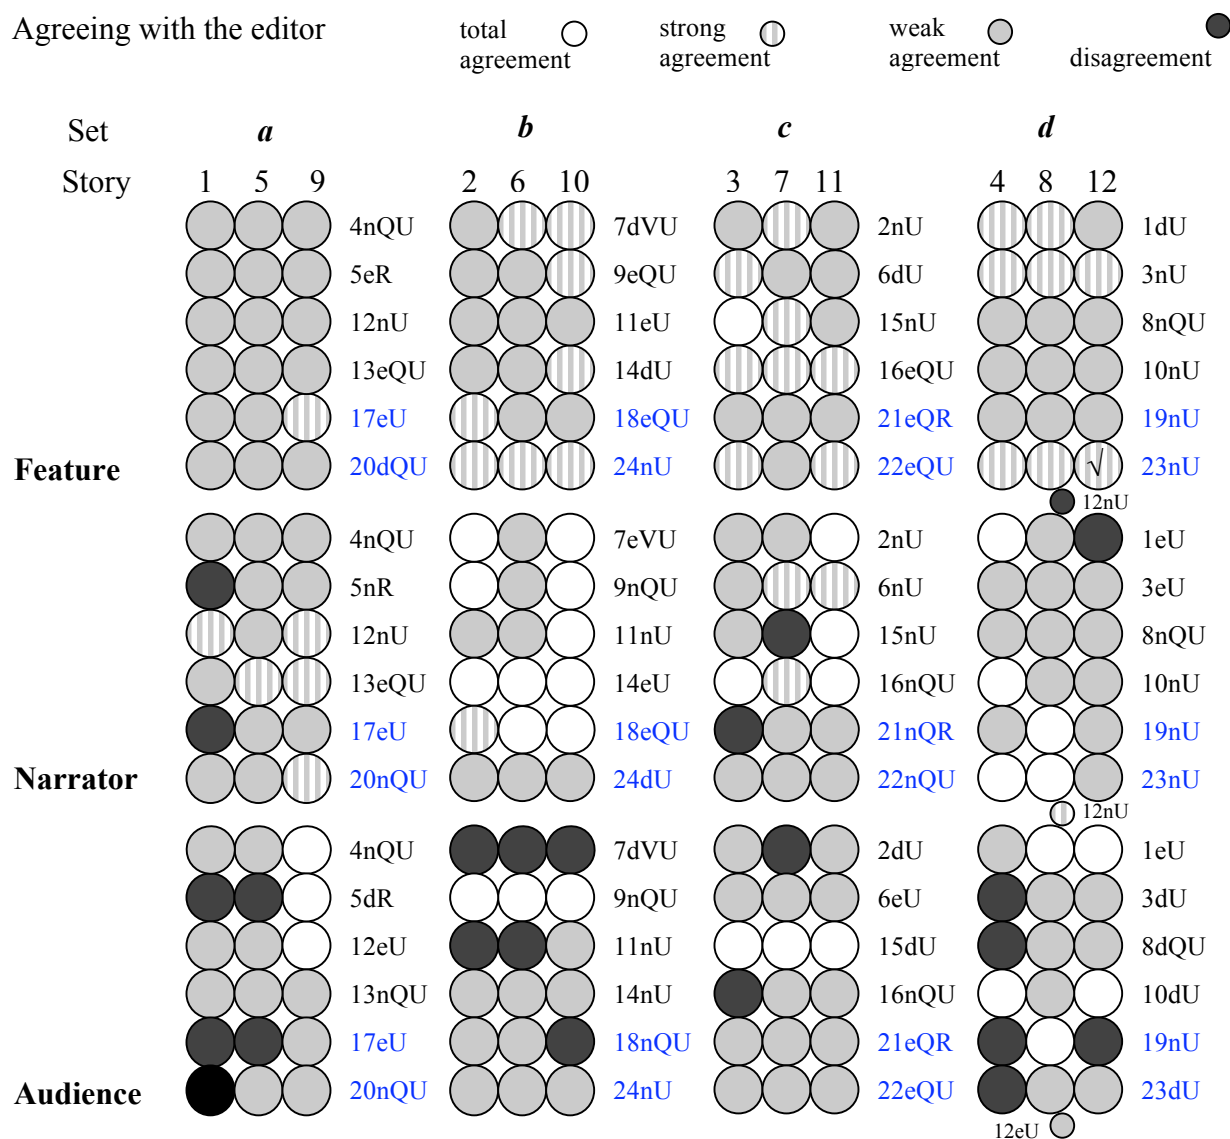 Agreeing with the editor
total agreement
strong agreement
weak agreement
disagreement
Set a b c d
Story 1 5 9 2 6 10 3 7 11 4 8 12
4nQU 7dVU 2nU 1dU
5eR 9eQU 6dU 3nU
12nU 11eU 15nU 8nQU
13eQU 14dU 16eQU 10nU
17eU 18eQU 21eQR 19nU
Feature 20dQU 24nU 22eQU √ 23nU
12nU
4nQU 7eVU 2nU 1eU
5nR 9nQU 6nU 3eU
12nU 11nU 15nU 8nQU
13eQU 14eU 16nQU 10nU
17eU 18eQU 21nQR 19nU
Narrator 20nQU 24dU 22nQU 23nU
12nU
4nQU 7dVU 2dU 1eU
5dR 9nQU 6eU 3dU
12eU 11nU 15dU 8dQU
13nQU 14nU 16nQU 10dU
17eU 18nQU 21eQR 19nU
Audience 20nQU 24nU 22eQU 23dU
12eU